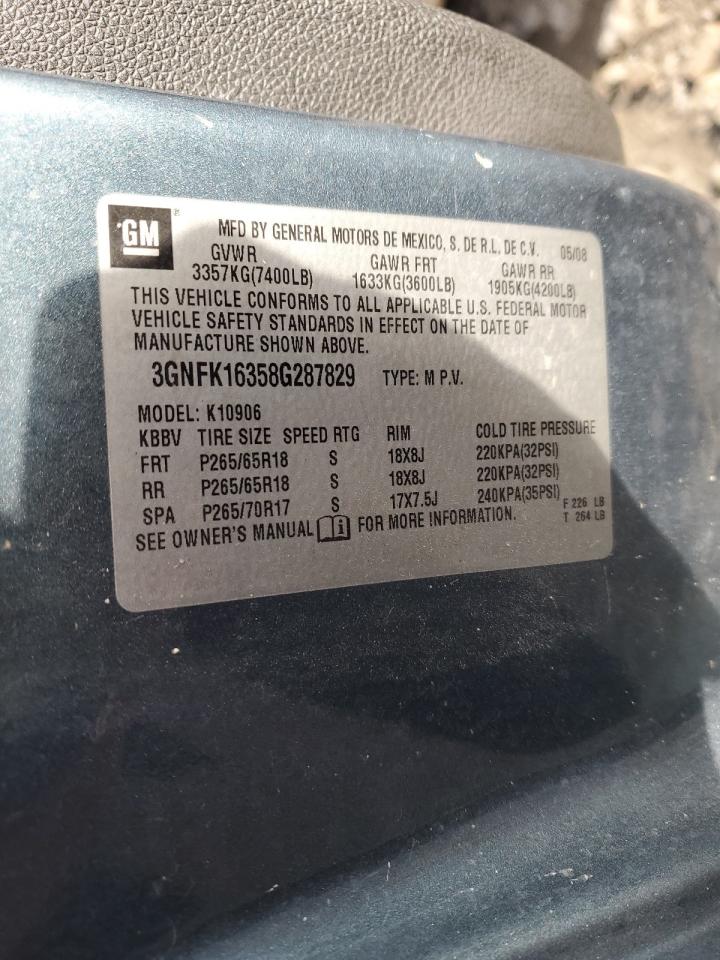 GM
MFD BY GENERAL MOTORS DE MEXICO, S. DE R.L. DE C.V. 05/08
GVWR GAWR FRT GAWR RR
3357KG(7400LB) 1633KG(3600LB) 1905KG(4200LB)
THIS VEHICLE CONFORMS TO ALL APPLICABLE U.S. FEDERAL MOTOR
VEHICLE SAFETY STANDARDS IN EFFECT ON THE DATE OF
MANUFACTURE SHOWN ABOVE.
3GNFK16358G287829 TYPE: M P.V.
MODEL: K10906
KBBV TIRE SIZE SPEED RTG RIM COLD TIRE PRESSURE
FRT P265/65R18 S 18X8J 220KPA(32PSI)
RR P265/65R18 S 18X8J 220KPA(32PSI)
SPA P265/70R17 S 17X7.5J 240KPA(35PSI)
SEE OWNER'S MANUAL i FOR MORE INFORMATION. F 226 LB
T 264 LB